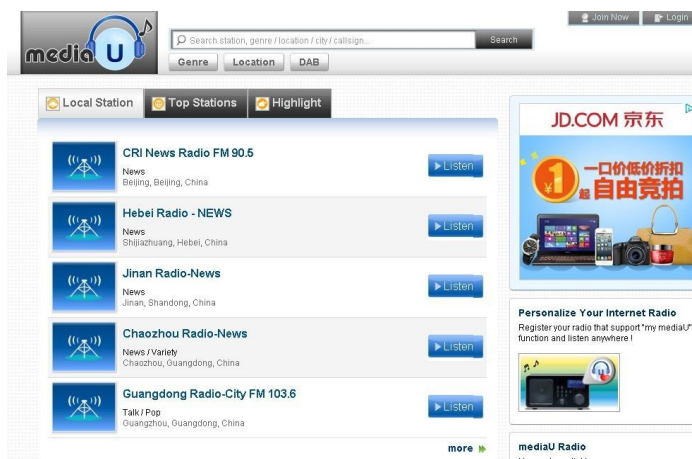 Join Now
Login
media U
Search station, genre / location / city / callsign...
Search
Genre
Location
DAB
Local Station
Top Stations
Highlight
CRI News Radio FM 90.5
News
Beijing, Beijing, China
Listen
Hebei Radio - NEWS
News
Shijiazhuang, Hebei, China
Listen
Jinan Radio-News
News
Jinan, Shandong, China
Listen
Chaozhou Radio-News
News / Variety
Chaozhou, Guangdong, China
Listen
Guangdong Radio-City FM 103.6
Talk / Pop
Guangzhou, Guangdong, China
Listen
more
JD.COM 京东
¥1起
一口价低价折扣
自由竞拍
Personalize Your Internet Radio
Register your radio that support "my mediaU"
function and listen anywhere !
mediaU Radio